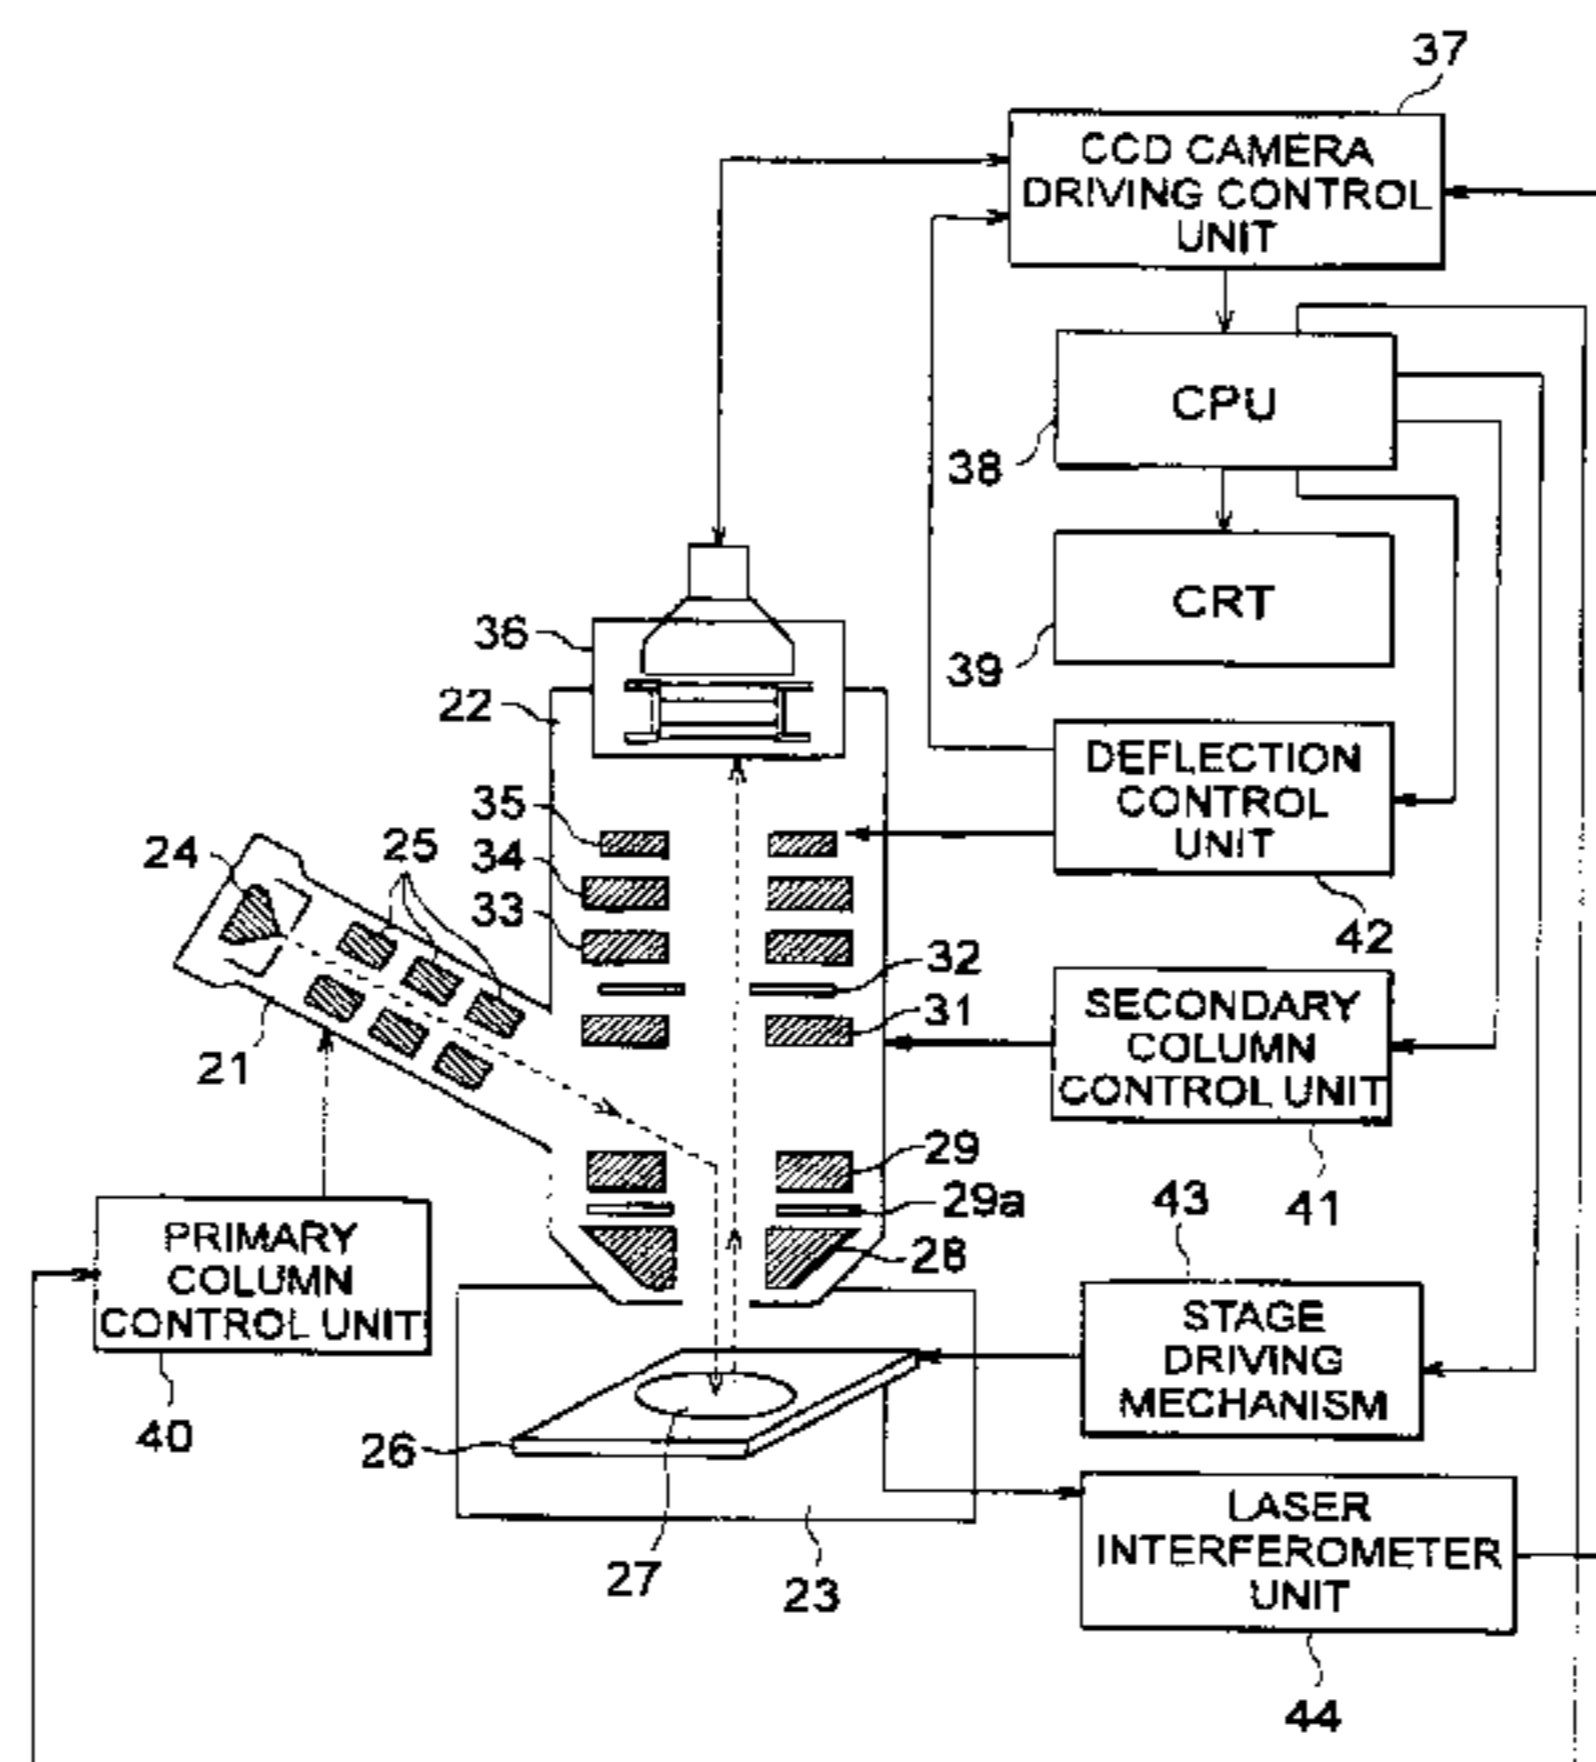 37
CCD CAMERA
DRIVING CONTROL
UNIT
CPU
38
CRT
39
36
22
DEFLECTION
CONTROL
UNIT
42
35
34
33
24
25
32
31
21
SECONDARY
COLUMN
CONTROL UNIT
41
29
29a
28
PRIMARY
COLUMN
CONTROL UNIT
40
43
STAGE
DRIVING
MECHANISM
26
27
23
LASER
INTERFEROMETER
UNIT
44